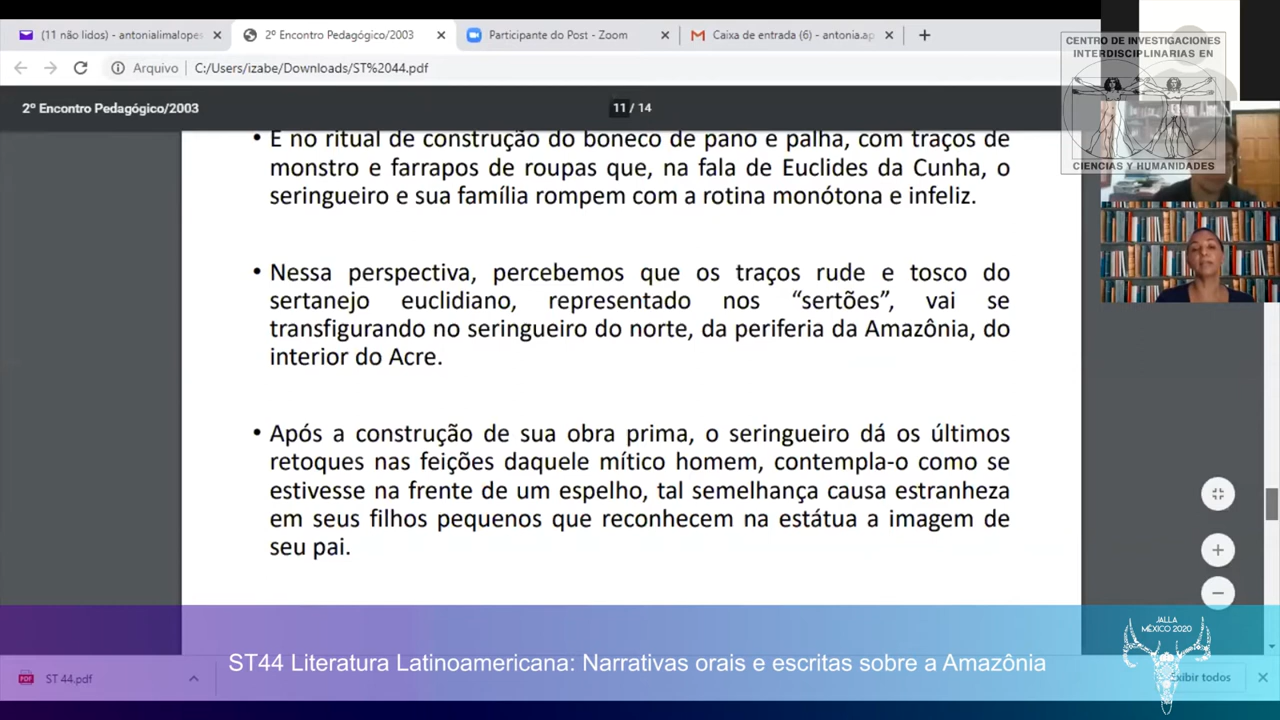 (11 não lidos) - antonialimalopes
2º Encontro Pedagógico/2003
Participante do Post - Zoom
Caixa de entrada (6) - antonia.ap
Arquivo
C:/Users/izabe/Downloads/ST%2044.pdf
2º Encontro Pedagógico/2003
11 / 14
CENTRO DE INVESTIGACIONES
INTERDISCIPLINARIAS EN
CIENCIAS Y HUMANIDADES
• É no ritual de construção do boneco de pano e palha, com traços de
monstro e farrapos de roupas que, na fala de Euclides da Cunha, o
seringueiro e sua família rompem com a rotina monótona e infeliz.
• Nessa perspectiva, percebemos que os traços rude e tosco do
sertanejo euclidiano, representado nos “sertões”, vai se
transfigurando no seringueiro do norte, da periferia da Amazônia, do
interior do Acre.
• Após a construção de sua obra prima, o seringueiro dá os últimos
retoques nas feições daquele mítico homem, contempla-o como se
estivesse na frente de um espelho, tal semelhança causa estranheza
em seus filhos pequenos que reconhecem na estátua a imagem de
seu pai.
JALLA
MÉXICO 2020
ST44 Literatura Latinoamericana: Narrativas orais e escritas sobre a Amazônia
PDF
ST 44.pdf
Exibir todos